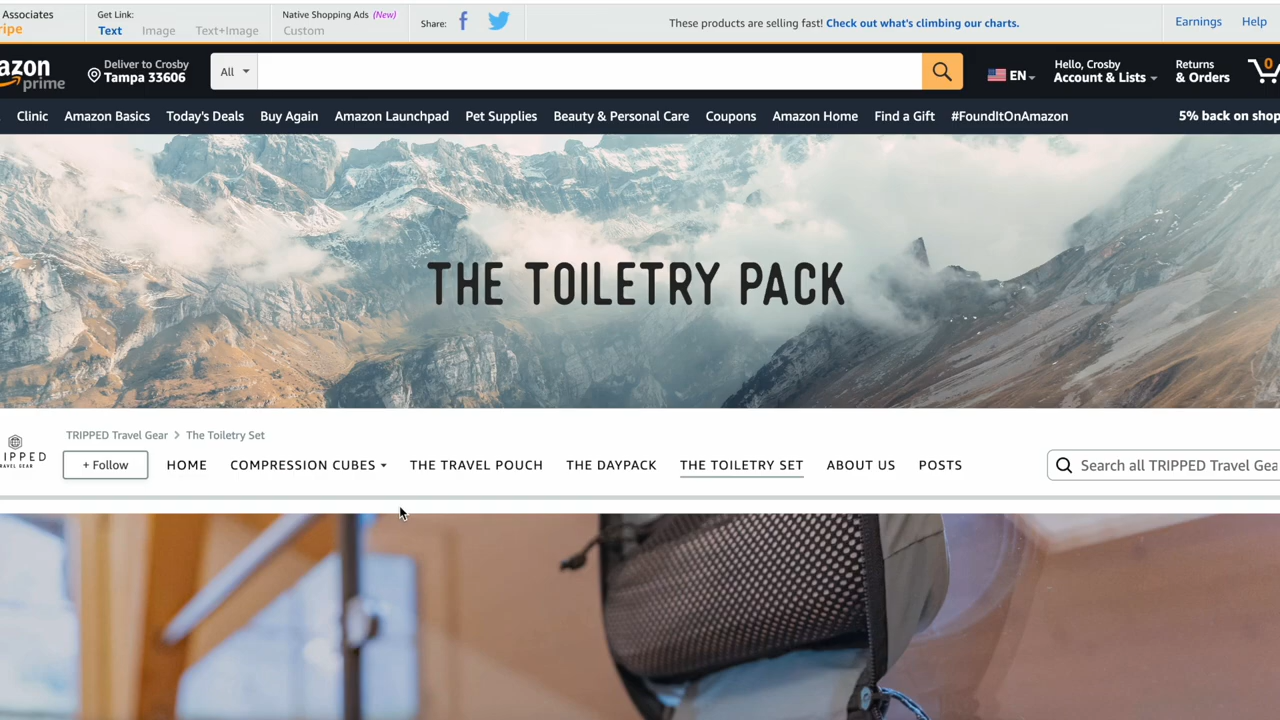 Associates
Get Link:
Native Shopping Ads (New)
Share:
These products are selling fast! Check out what's climbing our charts.
Earnings
Help
ripe
Text
Image
Text+Image
Custom
azon
prime
Deliver to Crosby
Tampa 33606
All
EN
Hello, Crosby
Account & Lists
Returns
& Orders
0
Clinic
Amazon Basics
Today's Deals
Buy Again
Amazon Launchpad
Pet Supplies
Beauty & Personal Care
Coupons
Amazon Home
Find a Gift
#FoundItOnAmazon
5% back on shop
THE TOILETRY PACK
TRIPPED Travel Gear > The Toiletry Set
IPPED
+ Follow
HOME
COMPRESSION CUBES
THE TRAVEL POUCH
THE DAYPACK
THE TOILETRY SET
ABOUT US
POSTS
Search all TRIPPED Travel Gea